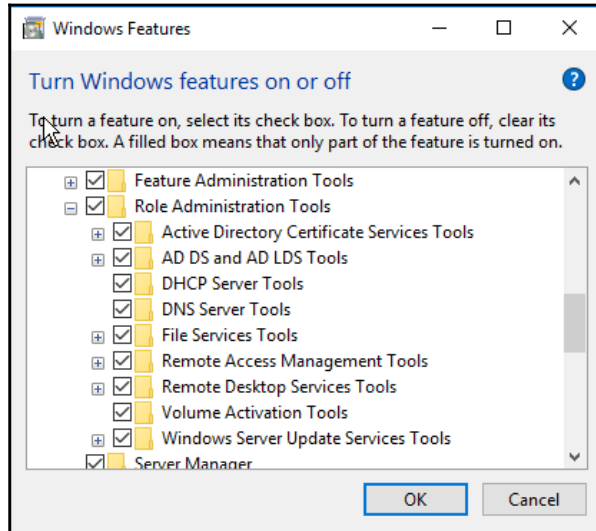 Windows Features
Turn Windows features on or off
To turn a feature on, select its check box. To turn a feature off, clear its
check box. A filled box means that only part of the feature is turned on.
Feature Administration Tools
Role Administration Tools
Active Directory Certificate Services Tools
AD DS and AD LDS Tools
DHCP Server Tools
DNS Server Tools
File Services Tools
Remote Access Management Tools
Remote Desktop Services Tools
Volume Activation Tools
Windows Server Update Services Tools
Server Manager
OK Cancel